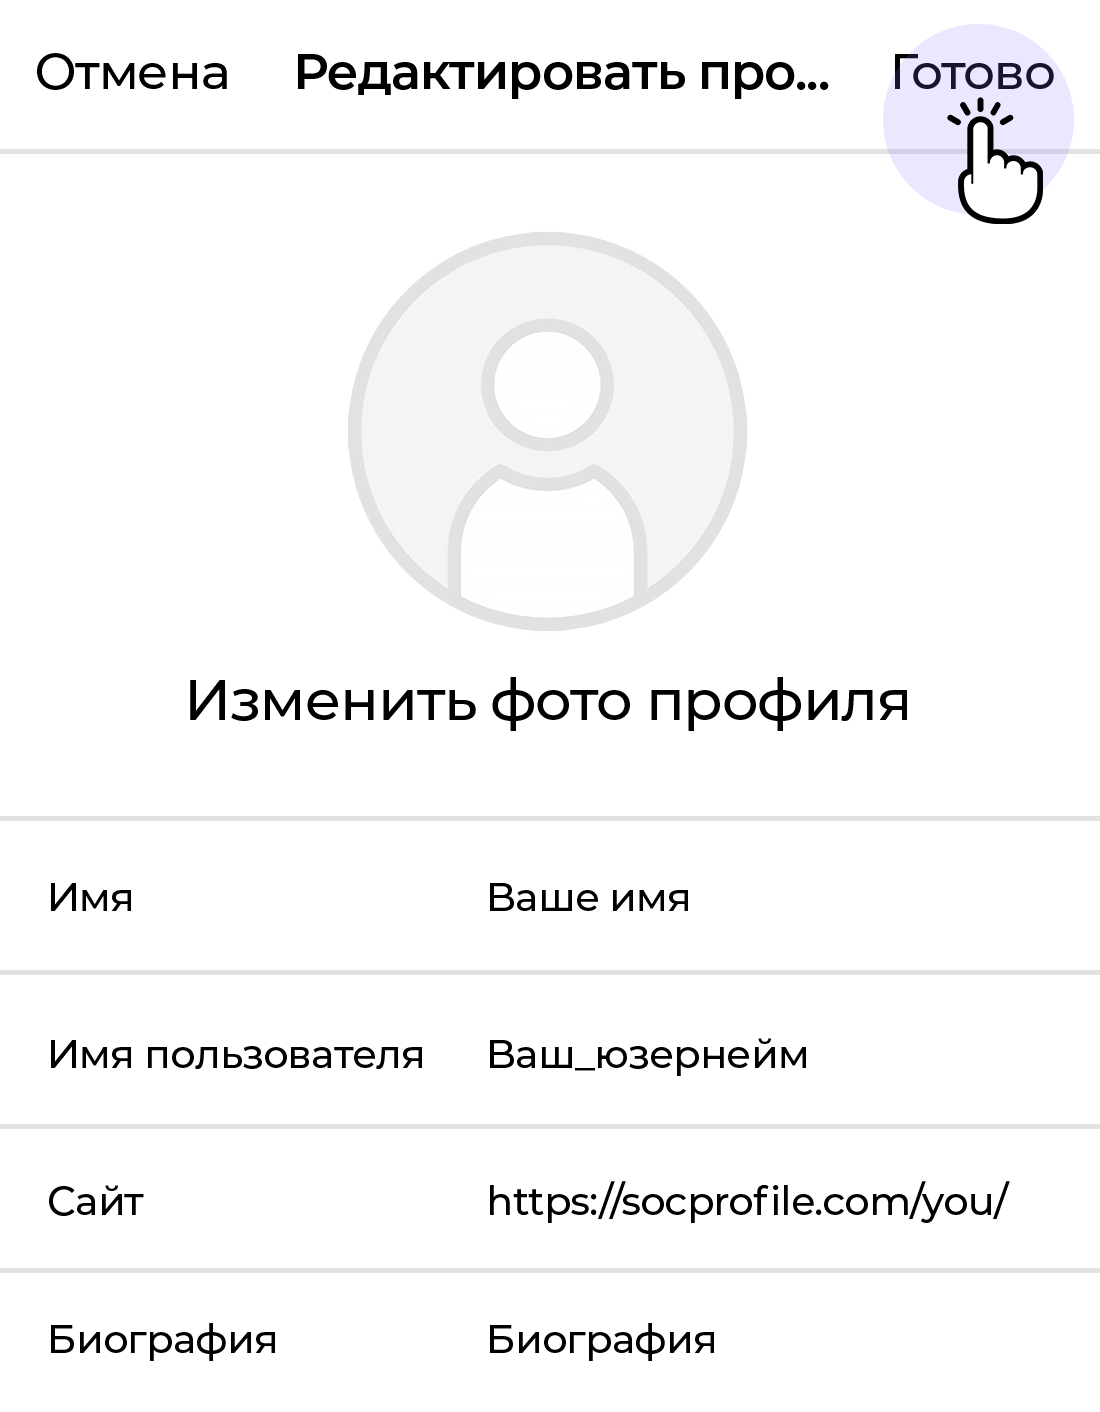 Отмена Редактировать про... Готово
Изменить фото профиля
Имя Ваше имя
Имя пользователя Ваш_юзернейм
Сайт https://socprofile.com/you/
Биография Биография